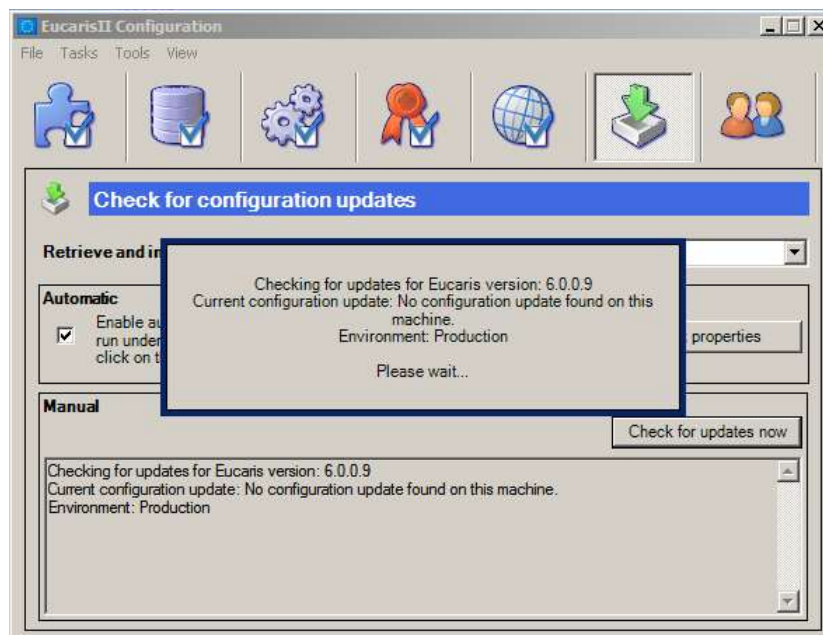 EucarisII Configuration
File Tasks Tools View
Check for configuration updates
Retrieve and in
Automatic
Enable au
run under
click on t
properties
Checking for updates for Eucaris version: 6.0.0.9
Current configuration update: No configuration update found on this
machine.
Environment: Production
Please wait...
Manual
Check for updates now
Checking for updates for Eucaris version: 6.0.0.9
Current configuration update: No configuration update found on this machine.
Environment: Production